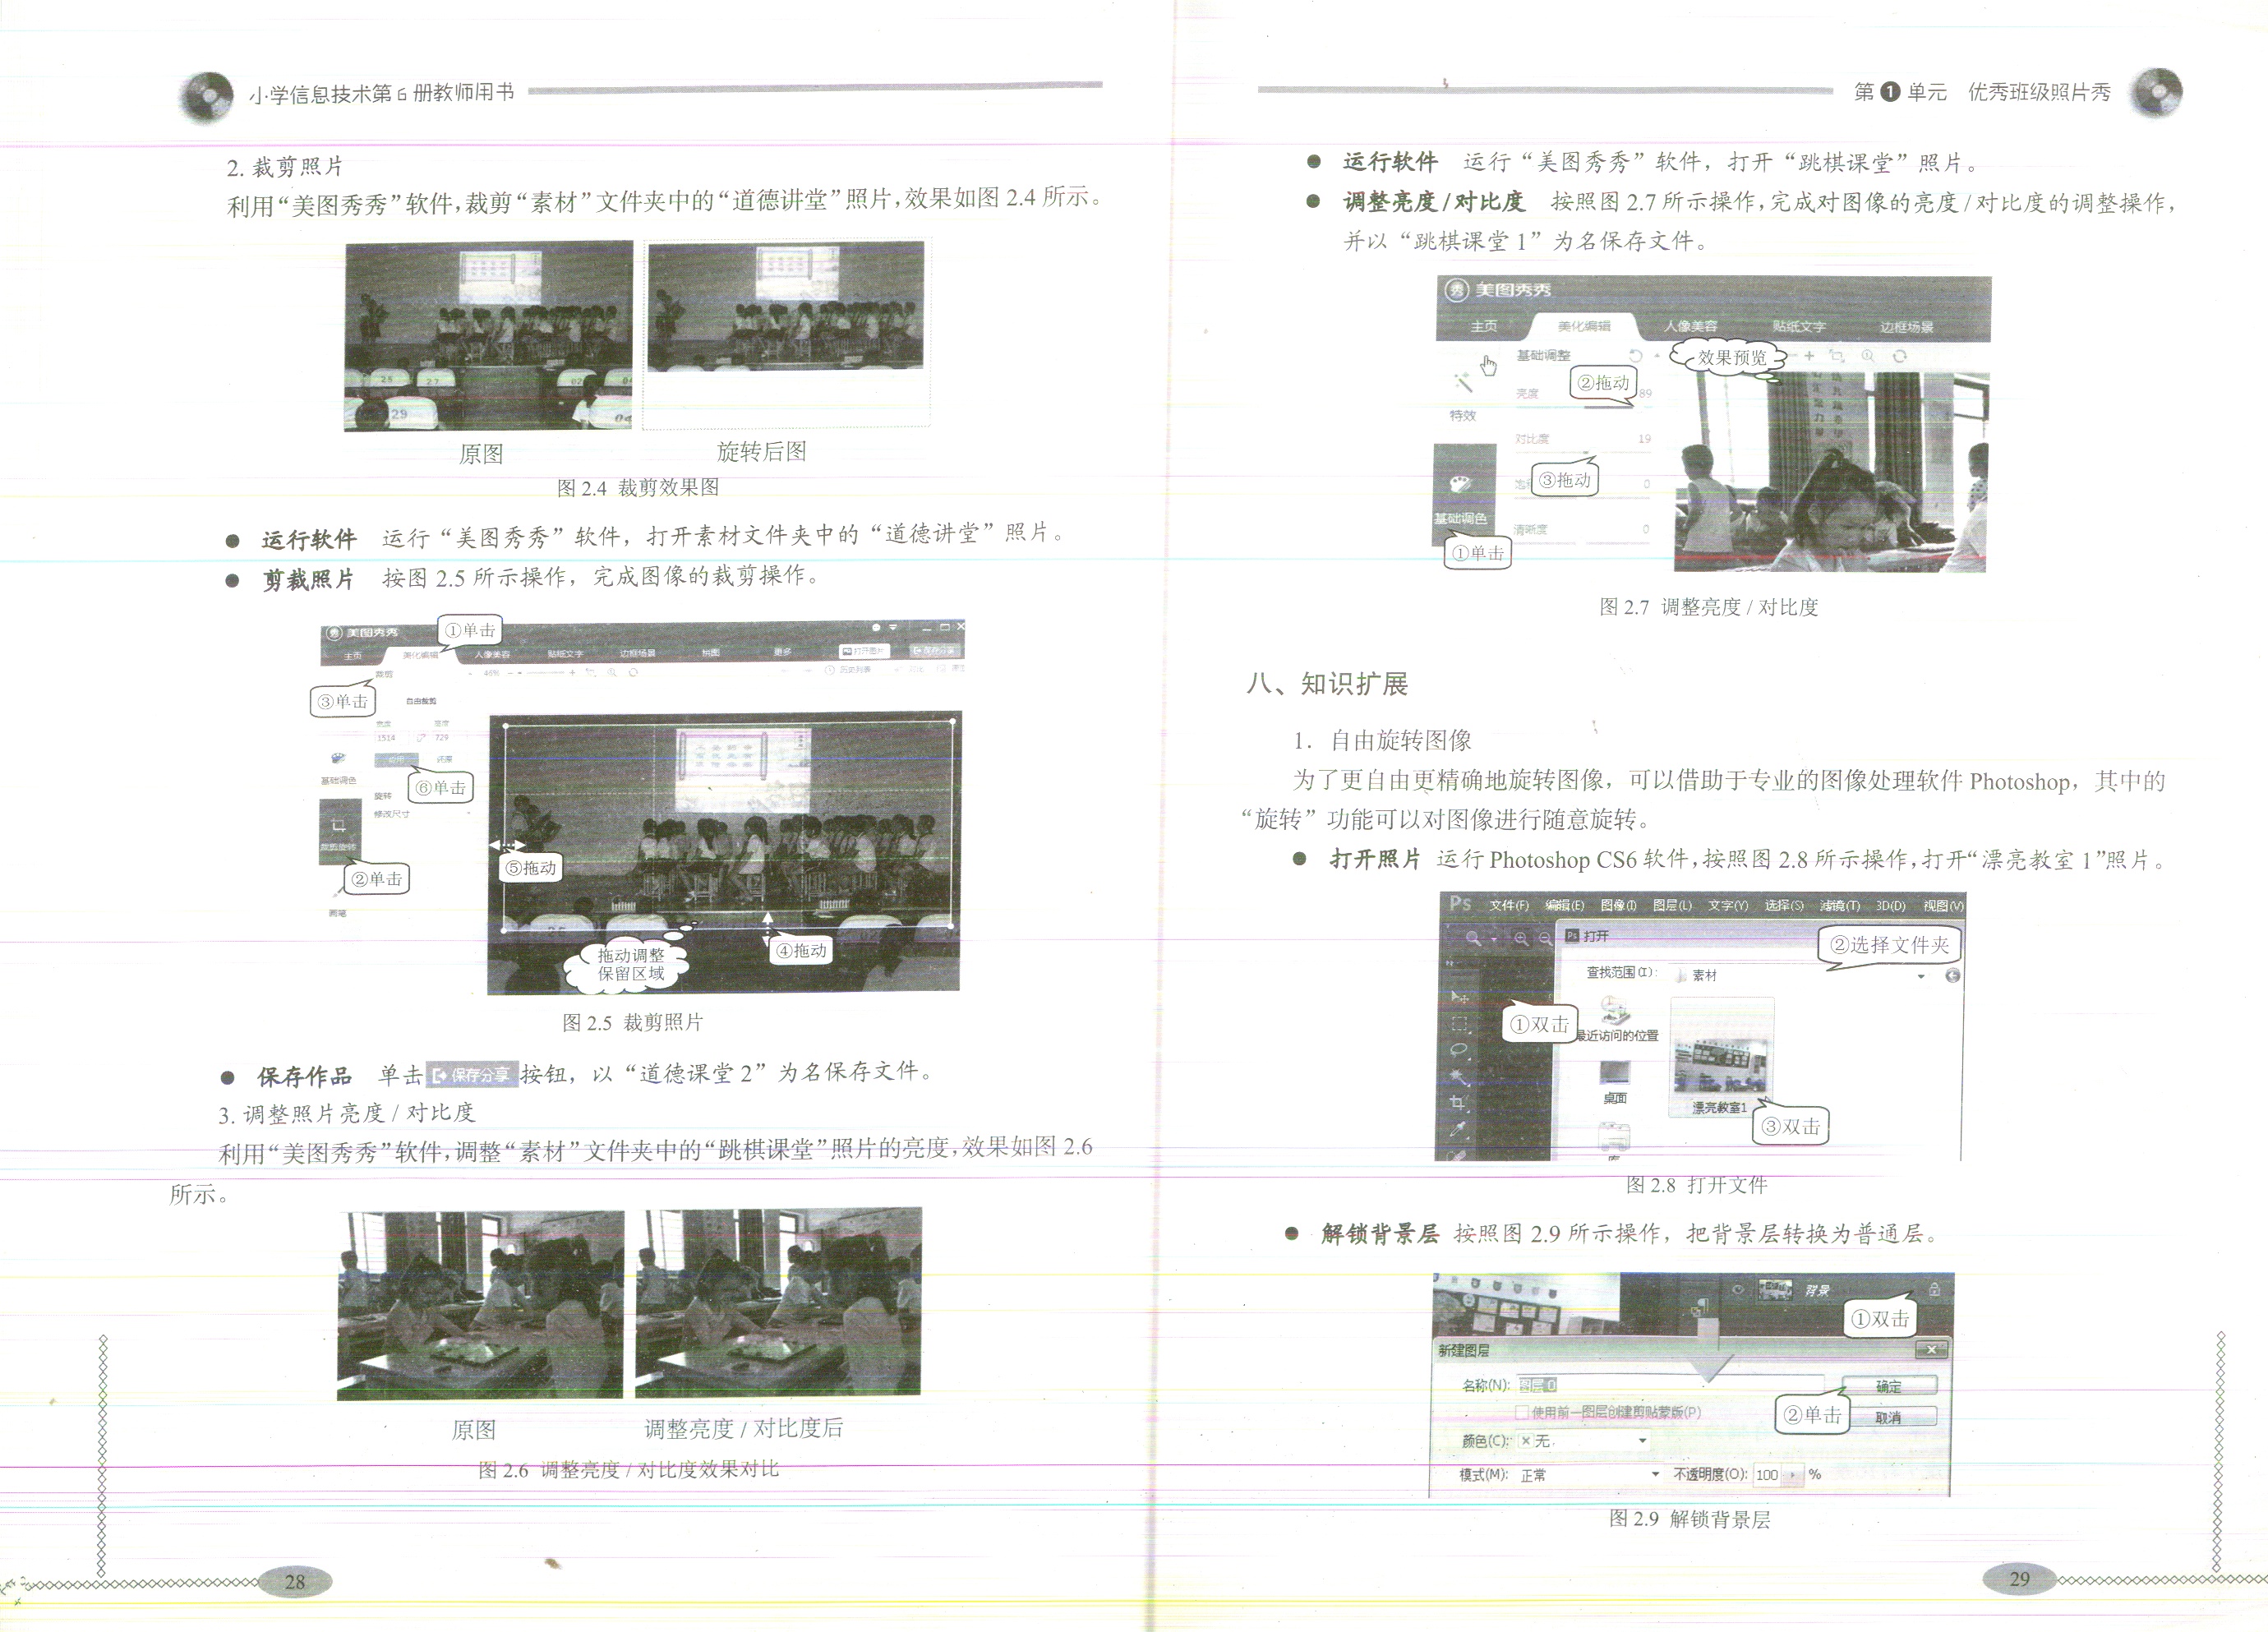 小学信息技术第6册教师用书
2. 裁剪照片
利用“美图秀秀”软件，裁剪“素材”文件夹中的“道德讲堂”照片，效果如图 2.4 所示。
原图
旋转后图
图 2.4 裁剪效果图
● 运行软件 运行“美图秀秀”软件，打开素材文件夹中的“道德讲堂”照片。
● 剪裁照片 按图 2.5 所示操作，完成图像的裁剪操作。
美图秀秀
①单击
主页 美化编辑 人像美容 贴纸文字 边框场景 拼图 更多 打开图片 保存分享
裁剪
46%
历史列表
③单击
自由裁剪
宽度 高度
1514 729
还原
⑥单击
基础调色
旋转
修改尺寸
裁剪旋转
②单击
画笔
⑤拖动
④拖动
拖动调整
保留区域
图 2.5 裁剪照片
● 保存作品 单击 保存分享 按钮，以“道德课堂 2”为名保存文件。
3. 调整照片亮度 / 对比度
利用“美图秀秀”软件，调整“素材”文件夹中的“跳棋课堂”照片的亮度，效果如图 2.6
所示。
原图
调整亮度 / 对比度后
图 2.6 调整亮度 / 对比度效果对比
28
第1单元 优秀班级照片秀
● 运行软件 运行“美图秀秀”软件，打开“跳棋课堂”照片。
● 调整亮度/对比度 按照图 2.7 所示操作，完成对图像的亮度/对比度的调整操作，
并以“跳棋课堂 1”为名保存文件。
美图秀秀
主页 美化编辑 人像美容 贴纸文字 边框场景
基础调整
效果预览
②拖动
亮度 89
特效
对比度 19
③拖动
0
基础调色
清晰度 0
①单击
图 2.7 调整亮度 / 对比度
八、知识扩展
1. 自由旋转图像
为了更自由更精确地旋转图像，可以借助于专业的图像处理软件 Photoshop，其中的
“旋转”功能可以对图像进行随意旋转。
● 打开照片 运行 Photoshop CS6 软件，按照图 2.8 所示操作，打开“漂亮教室 1”照片。
Ps 文件(F) 编辑(E) 图像(I) 图层(L) 文字(Y) 选择(S) 滤镜(T) 3D(D) 视图(V)
Ps 打开
②选择文件夹
查找范围(I): 素材
①双击
最近访问的位置
桌面
漂亮教室1
③双击
图 2.8 打开文件
● 解锁背景层 按照图 2.9 所示操作，把背景层转换为普通层。
背景
①双击
新建图层
名称(N): 图层 0
确定
使用前一图层创建剪贴蒙版(P)
②单击
取消
颜色(C): 无
模式(M): 正常 不透明度(O): 100 %
图 2.9 解锁背景层
29